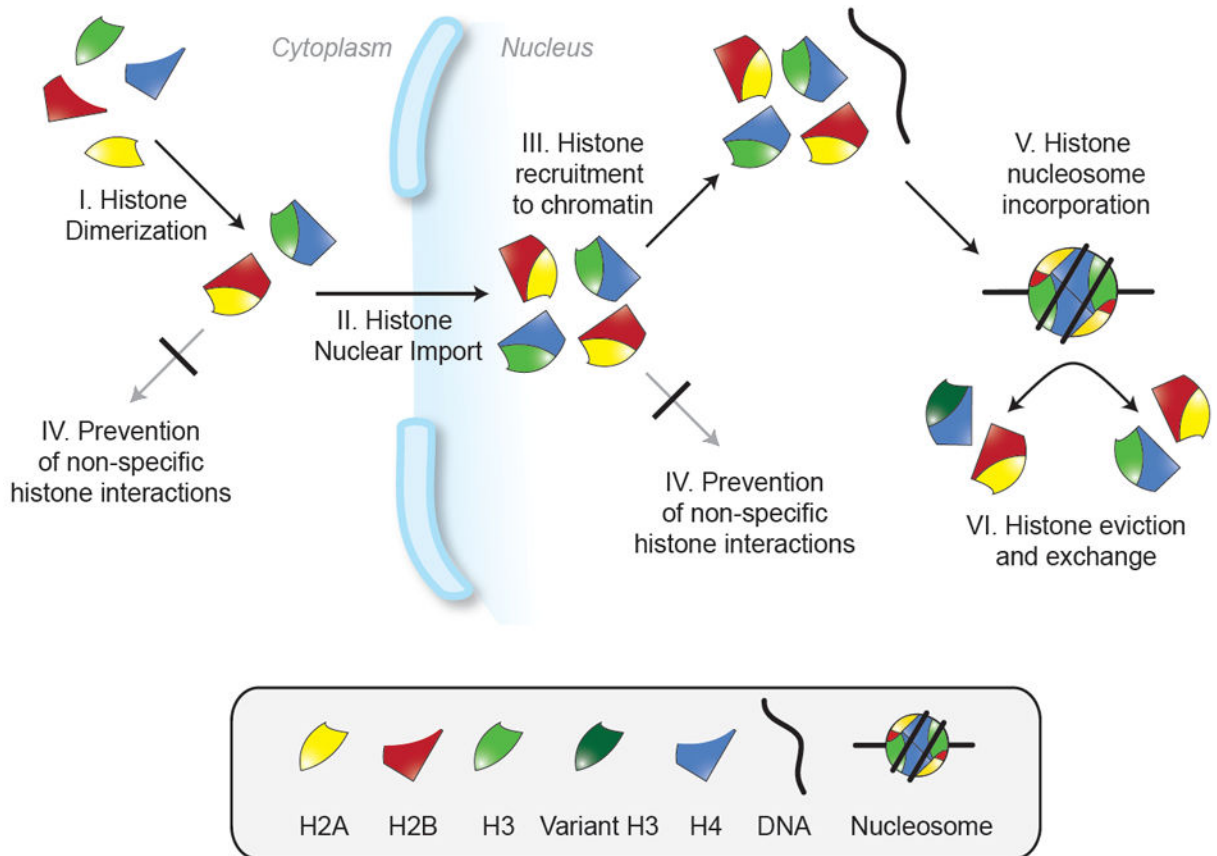 Cytoplasm
Nucleus
I. Histone
Dimerization
II. Histone
Nuclear Import
III. Histone
recruitment
to chromatin
IV. Prevention
of non-specific
histone interactions
IV. Prevention
of non-specific
histone interactions
V. Histone
nucleosome
incorporation
VI. Histone eviction
and exchange
H2A
H2B
H3
Variant H3
H4
DNA
Nucleosome